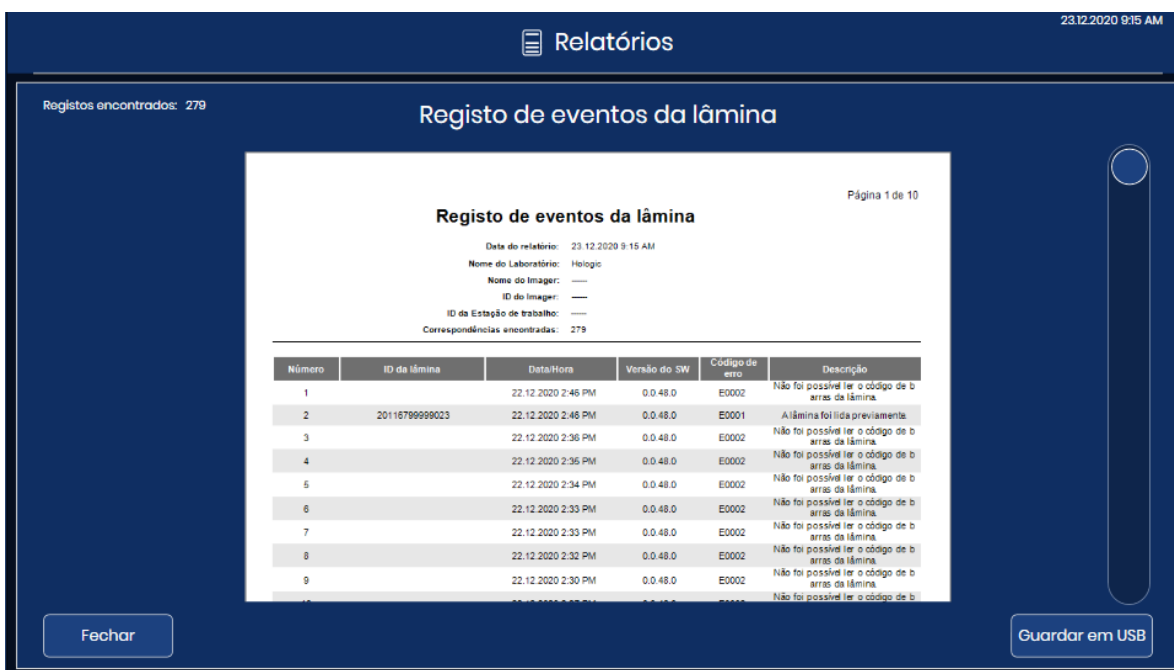 23.12.2020 9:15 AM
Relatórios
Registos encontrados: 279
Registo de eventos da lâmina
Página 1 de 10
Registo de eventos da lâmina
Data do relatório: 23.12.2020 9:15 AM
Nome do Laboratório: Hologic
Nome do Imager: -----
ID do Imager: -----
ID da Estação de trabalho: ------
Correspondências encontradas: 279
Número ID da lâmina Data/Hora Versão do SW Código de erro Descrição
1 22.12.2020 2:46 PM 0.0.48.0 E0002 Não foi possível ler o código de b
arras da lâmina.
2 20116799999023 22.12.2020 2:46 PM 0.0.48.0 E0001 A lâmina foi lida previamente.
3 22.12.2020 2:36 PM 0.0.48.0 E0002 Não foi possível ler o código de b
arras da lâmina.
4 22.12.2020 2:35 PM 0.0.48.0 E0002 Não foi possível ler o código de b
arras da lâmina.
5 22.12.2020 2:34 PM 0.0.48.0 E0002 Não foi possível ler o código de b
arras da lâmina.
6 22.12.2020 2:33 PM 0.0.48.0 E0002 Não foi possível ler o código de b
arras da lâmina.
7 22.12.2020 2:33 PM 0.0.48.0 E0002 Não foi possível ler o código de b
arras da lâmina.
8 22.12.2020 2:32 PM 0.0.48.0 E0002 Não foi possível ler o código de b
arras da lâmina.
9 22.12.2020 2:30 PM 0.0.48.0 E0002 Não foi possível ler o código de b
arras da lâmina.
Não foi possível ler o código de b
Fechar
Guardar em USB